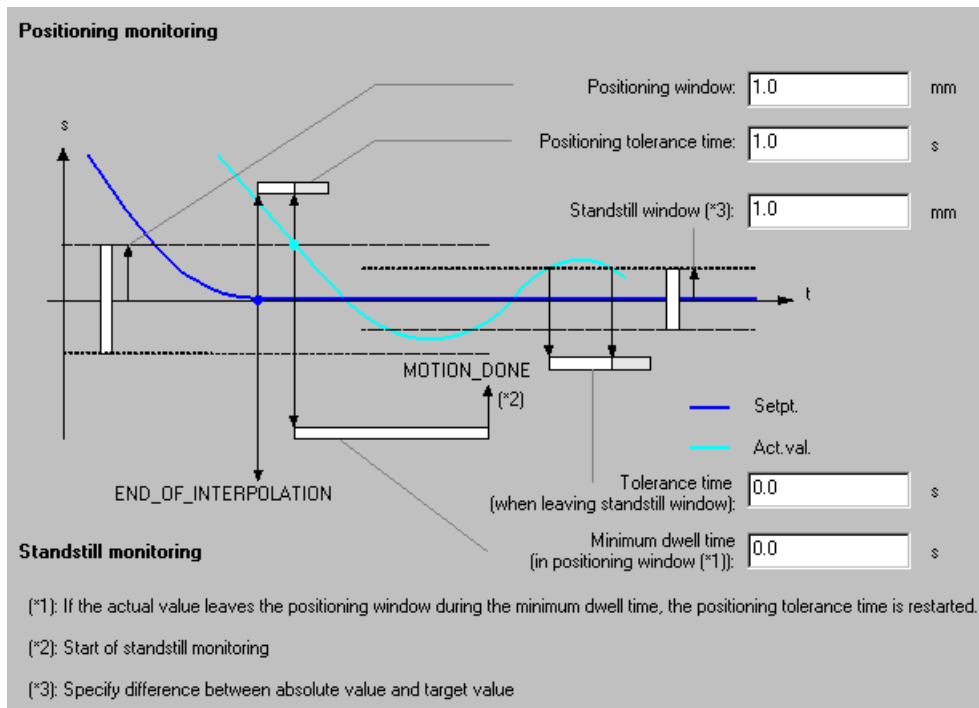 Positioning monitoring
Positioning window: 1.0 mm
s
Positioning tolerance time: 1.0 s
Standstill window (*3): 1.0 mm
t
MOTION_DONE
(*2)
Setpt.
Act.val.
END_OF_INTERPOLATION
Tolerance time
(when leaving standstill window): 0.0 s
Standstill monitoring
Minimum dwell time
(in positioning window (*1)): 0.0 s
(*1): If the actual value leaves the positioning window during the minimum dwell time, the positioning tolerance time is restarted.
(*2): Start of standstill monitoring
(*3): Specify difference between absolute value and target value